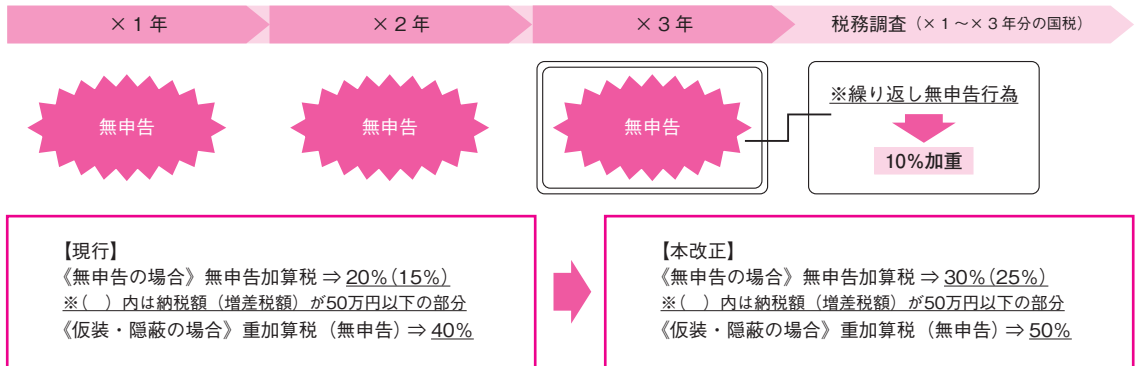 ×1年
×2年
×3年
税務調査（×1～×3年分の国税）
無申告
無申告
無申告
※繰り返し無申告行為
10％加重
【現行】
《無申告の場合》無申告加算税⇒20％(15％)
※(　)内は納税額（増差税額）が50万円以下の部分
《仮装・隠蔽の場合》重加算税（無申告）⇒40％
【本改正】
《無申告の場合》無申告加算税⇒30％(25％)
※(　)内は納税額（増差税額）が50万円以下の部分
《仮装・隠蔽の場合》重加算税（無申告）⇒50％